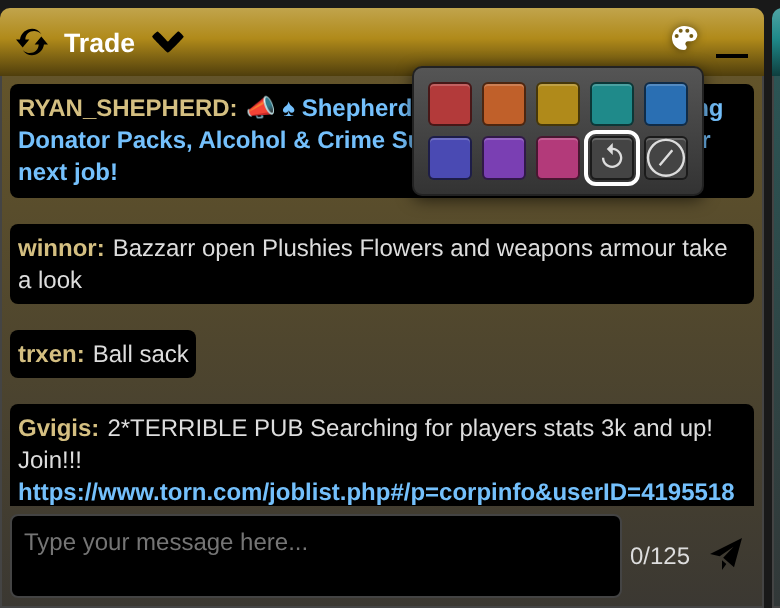 Trade
RYAN_SHEPHERD: 📣 ♠ Shepherd
Donator Packs, Alcohol & Crime
next job!
winnor: Bazzarr open Plushies Flowers and weapons armour take
a look
trxen: Ball sack
Gvigis: 2*TERRIBLE PUB Searching for players stats 3k and up!
Join!!!
https://www.torn.com/joblist.php#/p=corpinfo&userID=4195518
Type your message here...
0/125